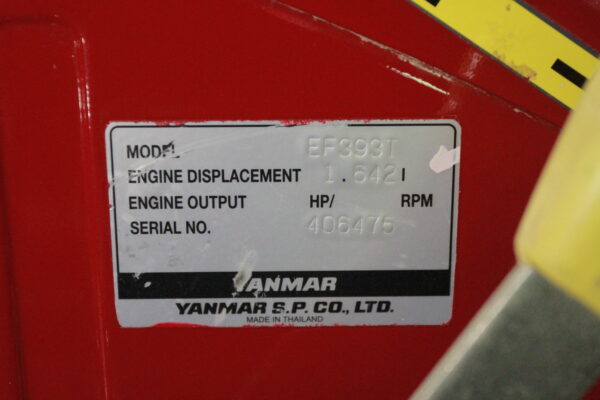 MODEL EF393T
ENGINE DISPLACEMENT 1.642 l
ENGINE OUTPUT HP/ RPM
SERIAL NO. 406475
YANMAR
YANMAR S.P. CO., LTD.
MADE IN THAILAND